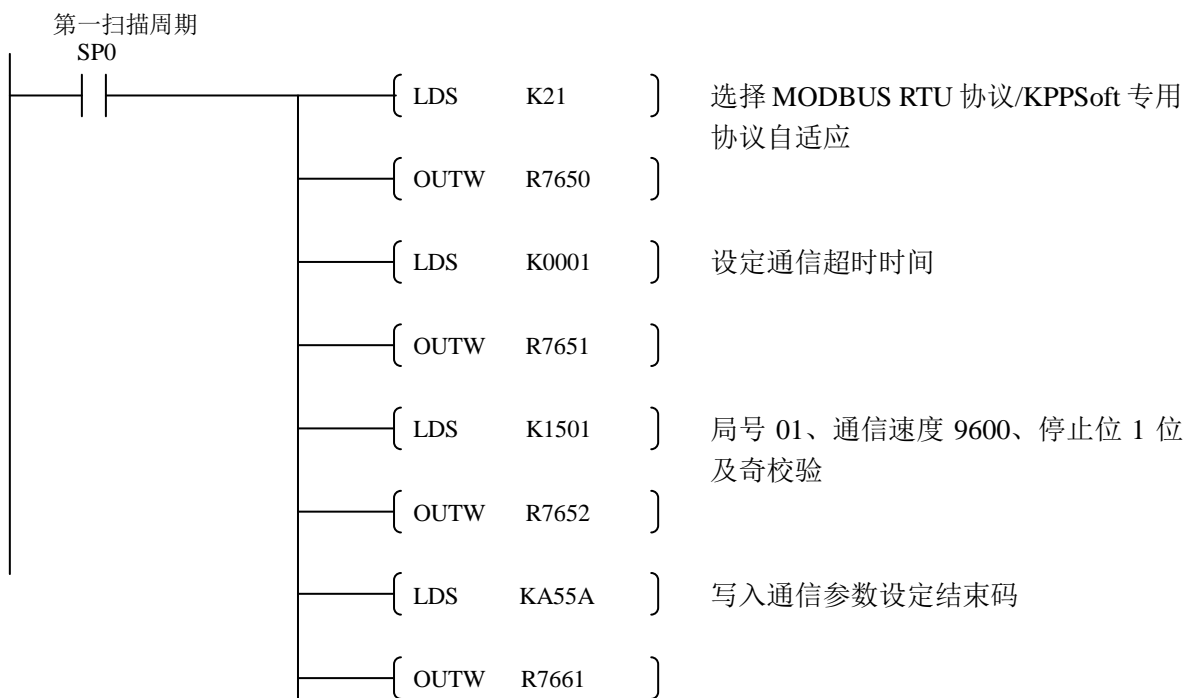 第一扫描周期
SP0
LDS K21 选择 MODBUS RTU 协议/KPPSoft 专用
协议自适应
OUTW R7650
LDS K0001 设定通信超时时间
OUTW R7651
LDS K1501 局号 01、通信速度 9600、停止位 1 位
及奇校验
OUTW R7652
LDS KA55A 写入通信参数设定结束码
OUTW R7661